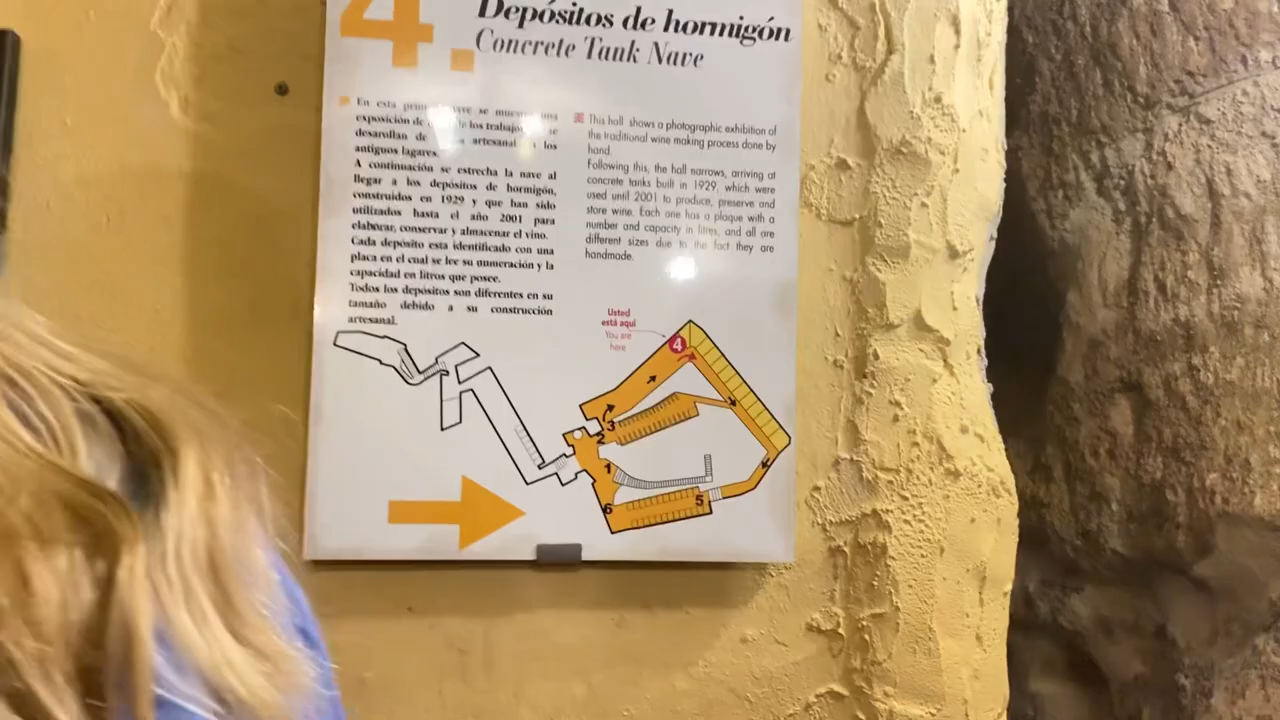 4.
Depósitos de hormigón
Concrete Tank Nave
En esta
exposición de los trabajos se
desarollan de artesanal los
antiguos lagares.
A continuación se estrecha la nave al
llegar a los depósitos de hormigón,
construidos en 1929 y que han sido
utilizados hasta el año 2001 para
elaborar, conservar y almacenar el vino.
Cada depósito esta identificado con una
placa en el cual se lee su numeración y la
capacidad en litros que posee.
Todos los depósitos son diferentes en su
tamaño debido a su construcción
artesanal.
This hall shows a photographic exhibition of
the traditional wine making process done by
hand.
Following this, the hall narrows, arriving at
concrete tanks built in 1929, which were
used until 2001 to produce, preserve and
store wine. Each one has a plaque with a
number and capacity in litres, and all are
different sizes due to the fact they are
handmade.
Usted
está aquí
You are
here
4
3
2
1
5
6